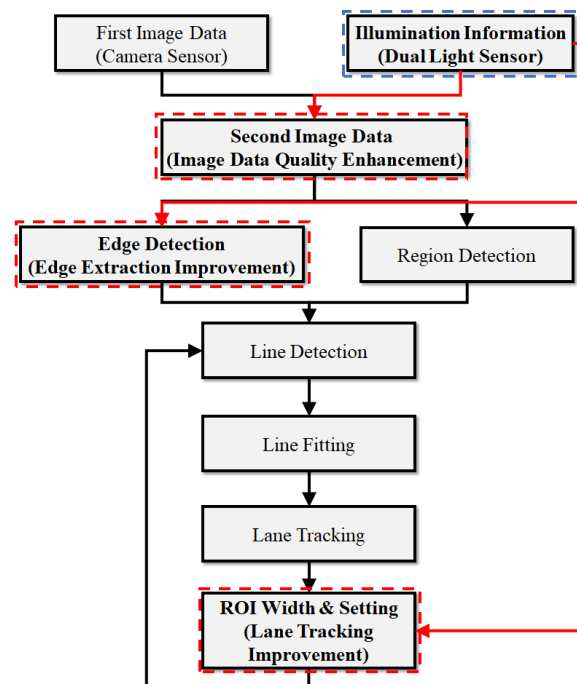 First Image Data
(Camera Sensor)
Illumination Information
(Dual Light Sensor)
Second Image Data
(Image Data Quality Enhancement)
Edge Detection
(Edge Extraction Improvement)
Region Detection
Line Detection
Line Fitting
Lane Tracking
ROI Width & Setting
(Lane Tracking
Improvement)